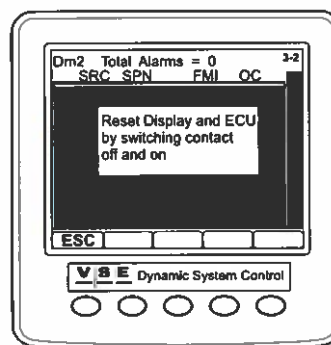 Dm2 Total Alarms = 0 3-2
SRC SPN FMI OC
Reset Display and ECU
by switching contact
off and on
ESC
VSE Dynamic System Control